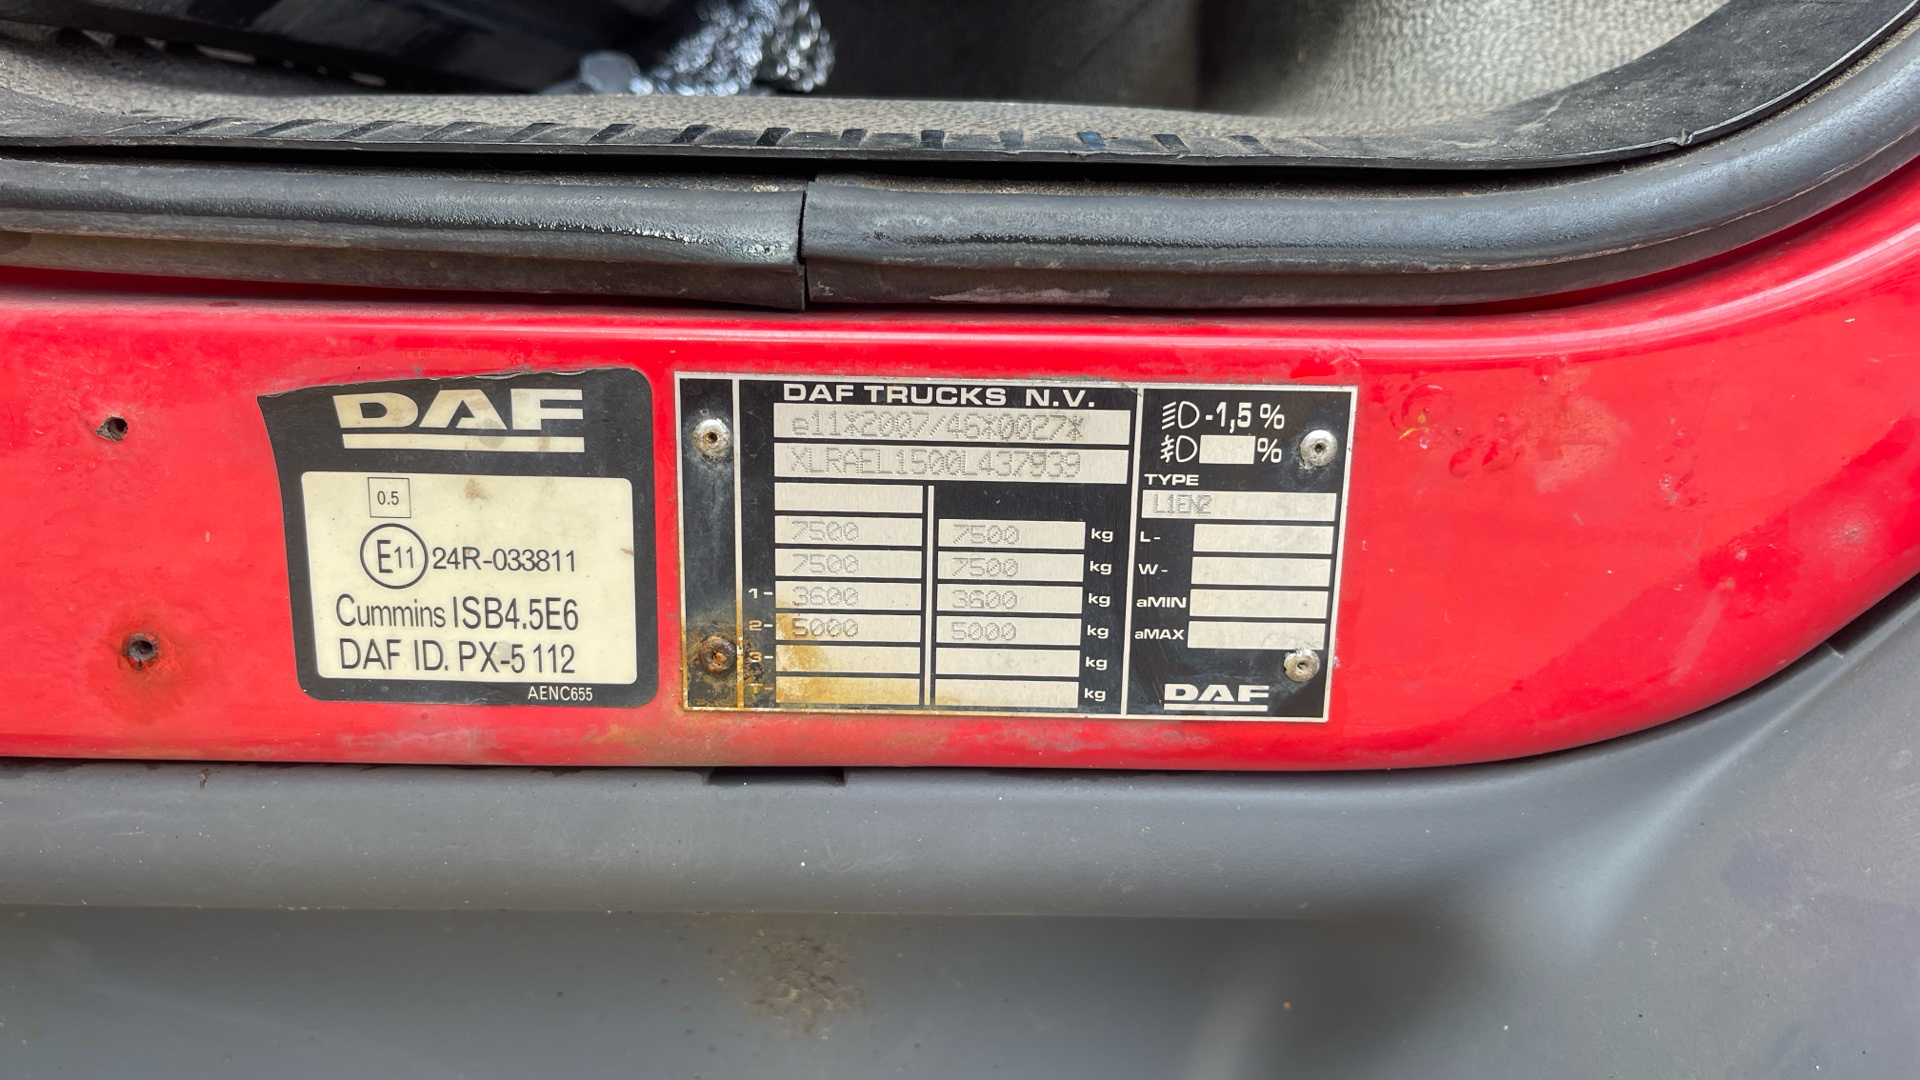 DAF
0.5
E11 24R-033811
Cummins ISB4.5E6
DAF ID. PX-5 112
AENC655
DAF TRUCKS N.V.
e11*2007/46*0027*
XLRAEL1500L437939
7500 7500 kg
7500 7500 kg
1- 3600 3600 kg
2- 5000 5000 kg
3- kg
T- kg
-1,5 %
%
TYPE
L1EN2
L-
W-
aMIN
aMAX
DAF